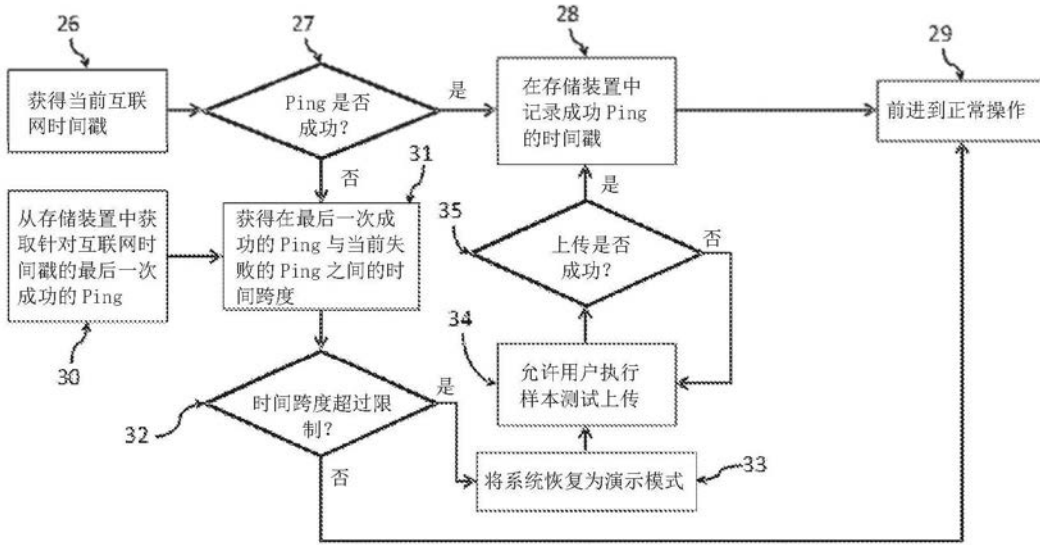 26
获得当前互联
网时间戳
27
Ping 是否
成功？
是
否
28
在存储装置中
记录成功 Ping
的时间戳
29
前进到正常操作
从存储装置中获
取针对互联网时
间戳的最后一次
成功的 Ping
30
31
获得在最后一次成
功的 Ping 与当前失
败的 Ping 之间的时
间跨度
32
时间跨度超过限
制？
是
否
35
上传是否
成功？
是
否
34
允许用户执行
样本测试上传
将系统恢复为演示模式
33